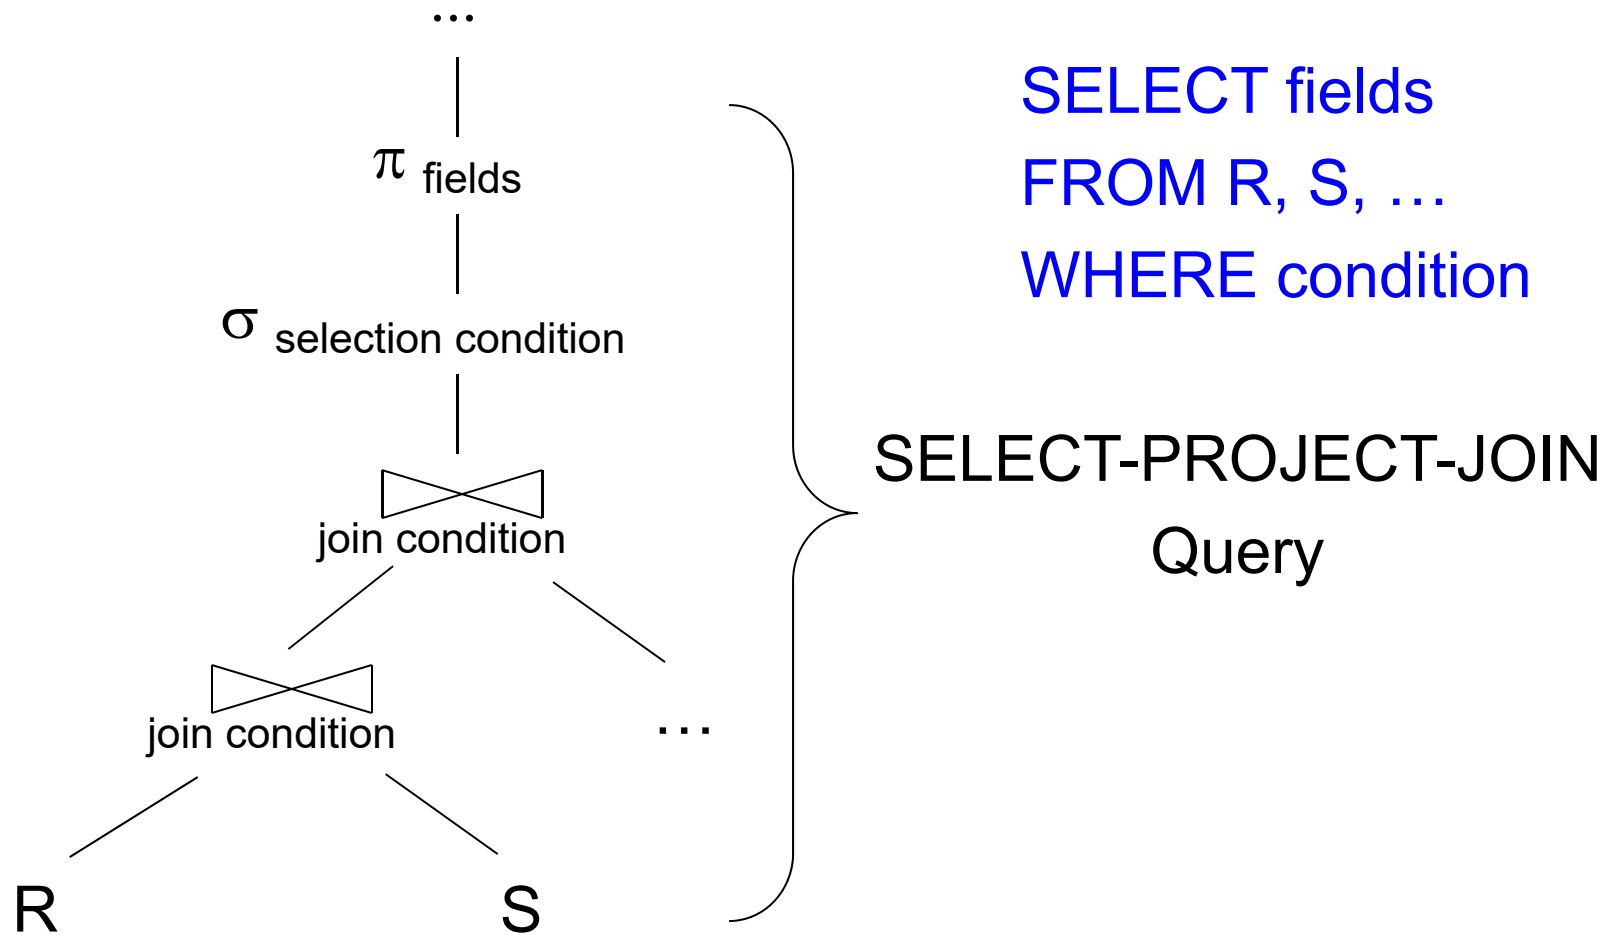 ...
π fields
σ selection condition
join condition
join condition
…
R
S
SELECT fields
FROM R, S, …
WHERE condition
SELECT-PROJECT-JOIN
Query